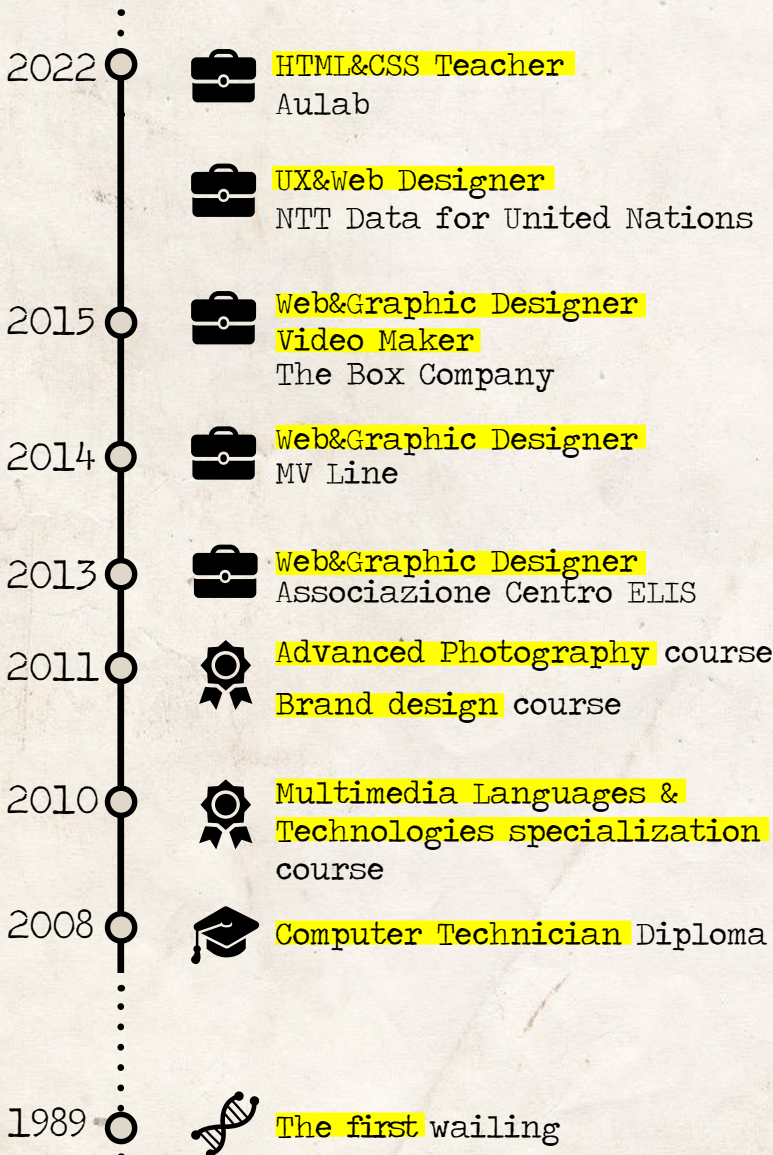 2022
HTML&CSS Teacher
Aulab
UX&Web Designer
NTT Data for United Nations
2015
Web&Graphic Designer
Video Maker
The Box Company
2014
Web&Graphic Designer
MV Line
2013
Web&Graphic Designer
Associazione Centro ELIS
2011
Advanced Photography course
Brand design course
2010
Multimedia Languages &
Technologies specialization
course
2008
Computer Technician Diploma
1989
The first wailing